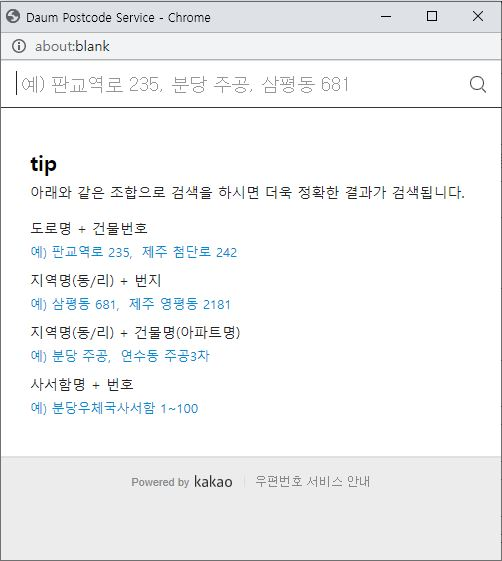 Daum Postcode Service - Chrome
about:blank
예) 판교역로 235, 분당 주공, 삼평동 681
tip
아래와 같은 조합으로 검색을 하시면 더욱 정확한 결과가 검색됩니다.
도로명 + 건물번호
예) 판교역로 235, 제주 첨단로 242
지역명(동/리) + 번지
예) 삼평동 681, 제주 영평동 2181
지역명(동/리) + 건물명(아파트명)
예) 분당 주공, 연수동 주공3차
사서함명 + 번호
예) 분당우체국사서함 1~100
Powered by kakao | 우편번호 서비스 안내